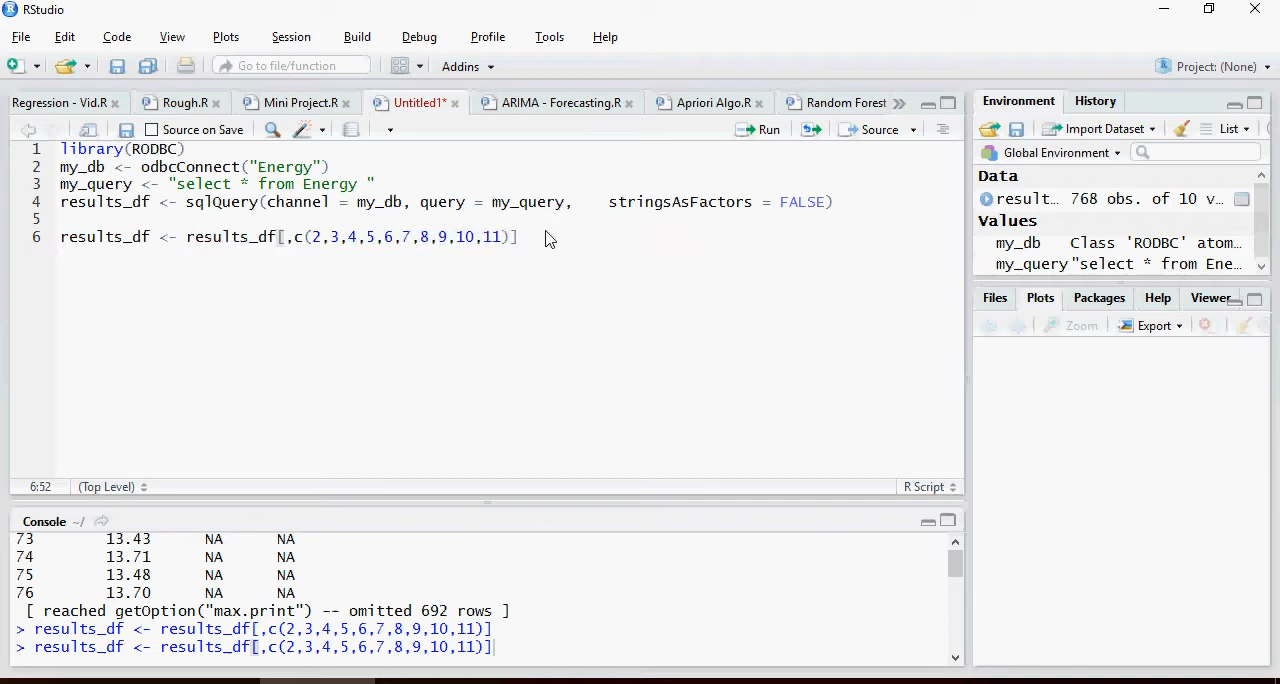 RStudio
File Edit Code View Plots Session Build Debug Profile Tools Help
Go to file/function Addins Project: (None)
Regression - Vid.R Rough.R Mini Project.R Untitled1* ARIMA - Forecasting.R Apriori Algo.R Random Forest
Source on Save Run Source
1 library(RODBC)
2 my_db <- odbcConnect("Energy")
3 my_query <- "select * from Energy "
4 results_df <- sqlQuery(channel = my_db, query = my_query, stringsAsFactors = FALSE)
5
6 results_df <- results_df[,c(2,3,4,5,6,7,8,9,10,11)]
6:52 (Top Level) R Script
Console ~/
73 13.43 NA NA
74 13.71 NA NA
75 13.48 NA NA
76 13.70 NA NA
[ reached getOption("max.print") -- omitted 692 rows ]
> results_df <- results_df[,c(2,3,4,5,6,7,8,9,10,11)]
> results_df <- results_df[,c(2,3,4,5,6,7,8,9,10,11)]
Environment History
Import Dataset List
Global Environment
Data
result… 768 obs. of 10 v…
Values
my_db Class 'RODBC' atom…
my_query "select * from Ene…
Files Plots Packages Help Viewer
Zoom Export